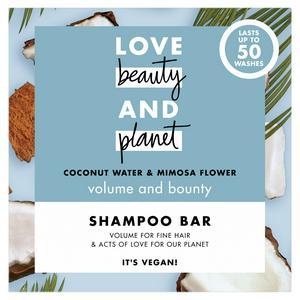 LASTS
UP TO
50
WASHES
LOVE
beauty
AND
planet
COCONUT WATER & MIMOSA FLOWER
volume and bounty
SHAMPOO BAR
VOLUME FOR FINE HAIR
& ACTS OF LOVE FOR OUR PLANET
IT'S VEGAN!